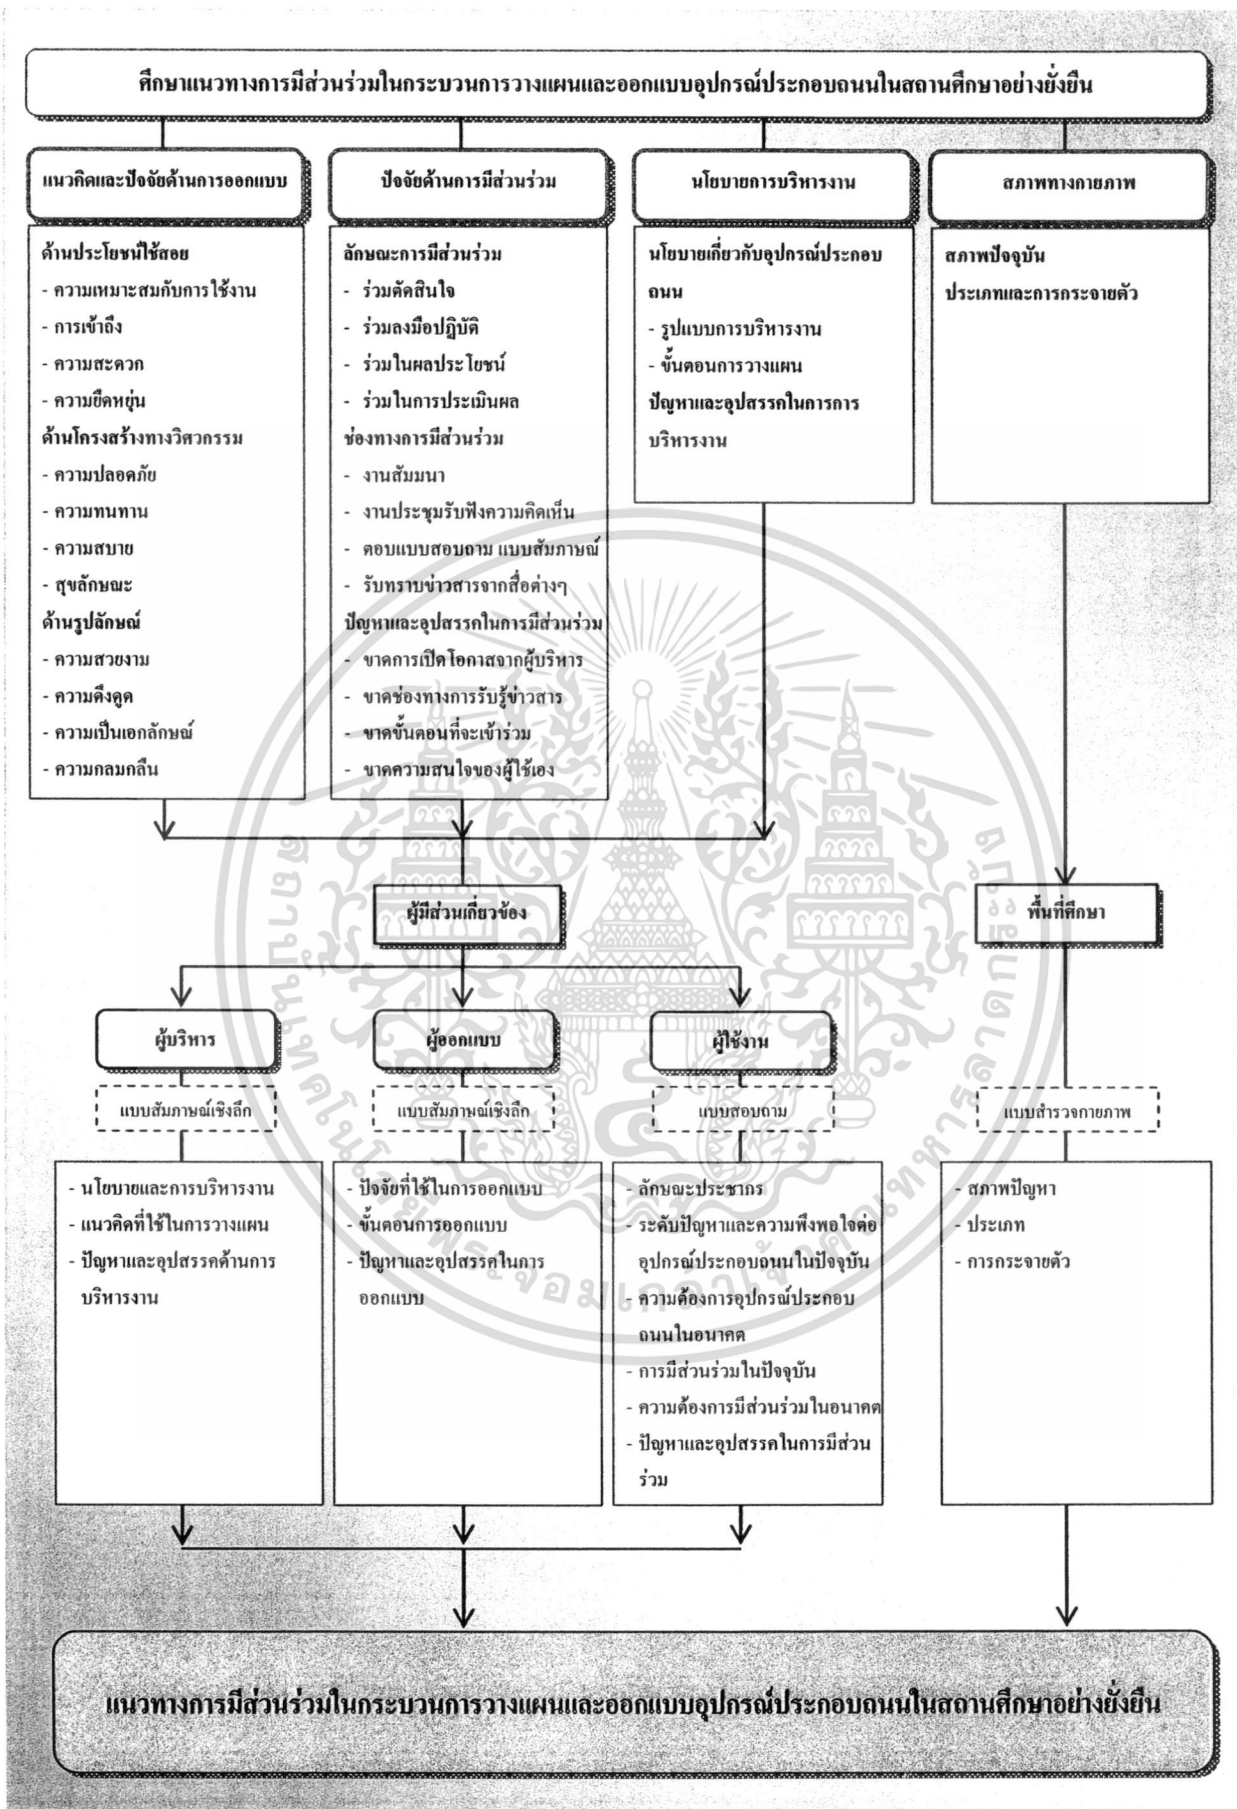 ศึกษาแนวทางการมีส่วนร่วมในกระบวนการวางแผนและออกแบบอุปกรณ์ประกอบถนนในสถานศึกษาอย่างยั่งยืน
แนวคิดและปัจจัยด้านการออกแบบ
ด้านประโยชน์ใช้สอย
- ความเหมาะสมกับการใช้งาน
- การเข้าถึง
- ความสะดวก
- ความยืดหยุ่น
ด้านโครงสร้างทางวิศวกรรม
- ความปลอดภัย
- ความทนทาน
- ความสบาย
- สุขลักษณะ
ด้านรูปลักษณ์
- ความสวยงาม
- ความดึงดูด
- ความเป็นเอกลักษณ์
- ความกลมกลืน
ปัจจัยด้านการมีส่วนร่วม
ลักษณะการมีส่วนร่วม
- ร่วมตัดสินใจ
- ร่วมลงมือปฏิบัติ
- ร่วมในผลประโยชน์
- ร่วมในการประเมินผล
ช่องทางการมีส่วนร่วม
- งานสัมมนา
- งานประชุมรับฟังความคิดเห็น
- ตอบแบบสอบถาม แบบสัมภาษณ์
- รับทราบข่าวสารจากสื่อต่างๆ
ปัญหาและอุปสรรคในการมีส่วนร่วม
- ขาดการเปิดโอกาสจากผู้บริหาร
- ขาดช่องทางการรับรู้ข่าวสาร
- ขาดขั้นตอนที่จะเข้าร่วม
- ขาดความสนใจของผู้ใช้เอง
นโยบายการบริหารงาน
นโยบายเกี่ยวกับอุปกรณ์ประกอบ
ถนน
- รูปแบบการบริหารงาน
- ขั้นตอนการวางแผน
ปัญหาและอุปสรรคในการการ
บริหารงาน
สภาพทางกายภาพ
สภาพปัจจุบัน
ประเภทและการกระจายตัว
ผู้มีส่วนเกี่ยวข้อง
พื้นที่ศึกษา
ผู้บริหาร
แบบสัมภาษณ์เชิงลึก
- นโยบายและการบริหารงาน
- แนวคิดที่ใช้ในการวางแผน
- ปัญหาและอุปสรรคด้านการ
บริหารงาน
ผู้ออกแบบ
แบบสัมภาษณ์เชิงลึก
- ปัจจัยที่ใช้ในการออกแบบ
- ขั้นตอนการออกแบบ
- ปัญหาและอุปสรรคในการ
ออกแบบ
ผู้ใช้งาน
แบบสอบถาม
- ลักษณะประชากร
- ระดับปัญหาและความพึงพอใจต่อ
อุปกรณ์ประกอบถนนในปัจจุบัน
- ความต้องการอุปกรณ์ประกอบ
ถนนในอนาคต
- การมีส่วนร่วมในปัจจุบัน
- ความต้องการมีส่วนร่วมในอนาคต
- ปัญหาและอุปสรรคในการมีส่วน
ร่วม
แบบสำรวจกายภาพ
- สภาพปัญหา
- ประเภท
- การกระจายตัว
แนวทางการมีส่วนร่วมในกระบวนการวางแผนและออกแบบอุปกรณ์ประกอบถนนในสถานศึกษาอย่างยั่งยืน
สถาบันเทคโนโลยีพระจอมเกล้าเจ้าคุณทหารลาดกระบัง